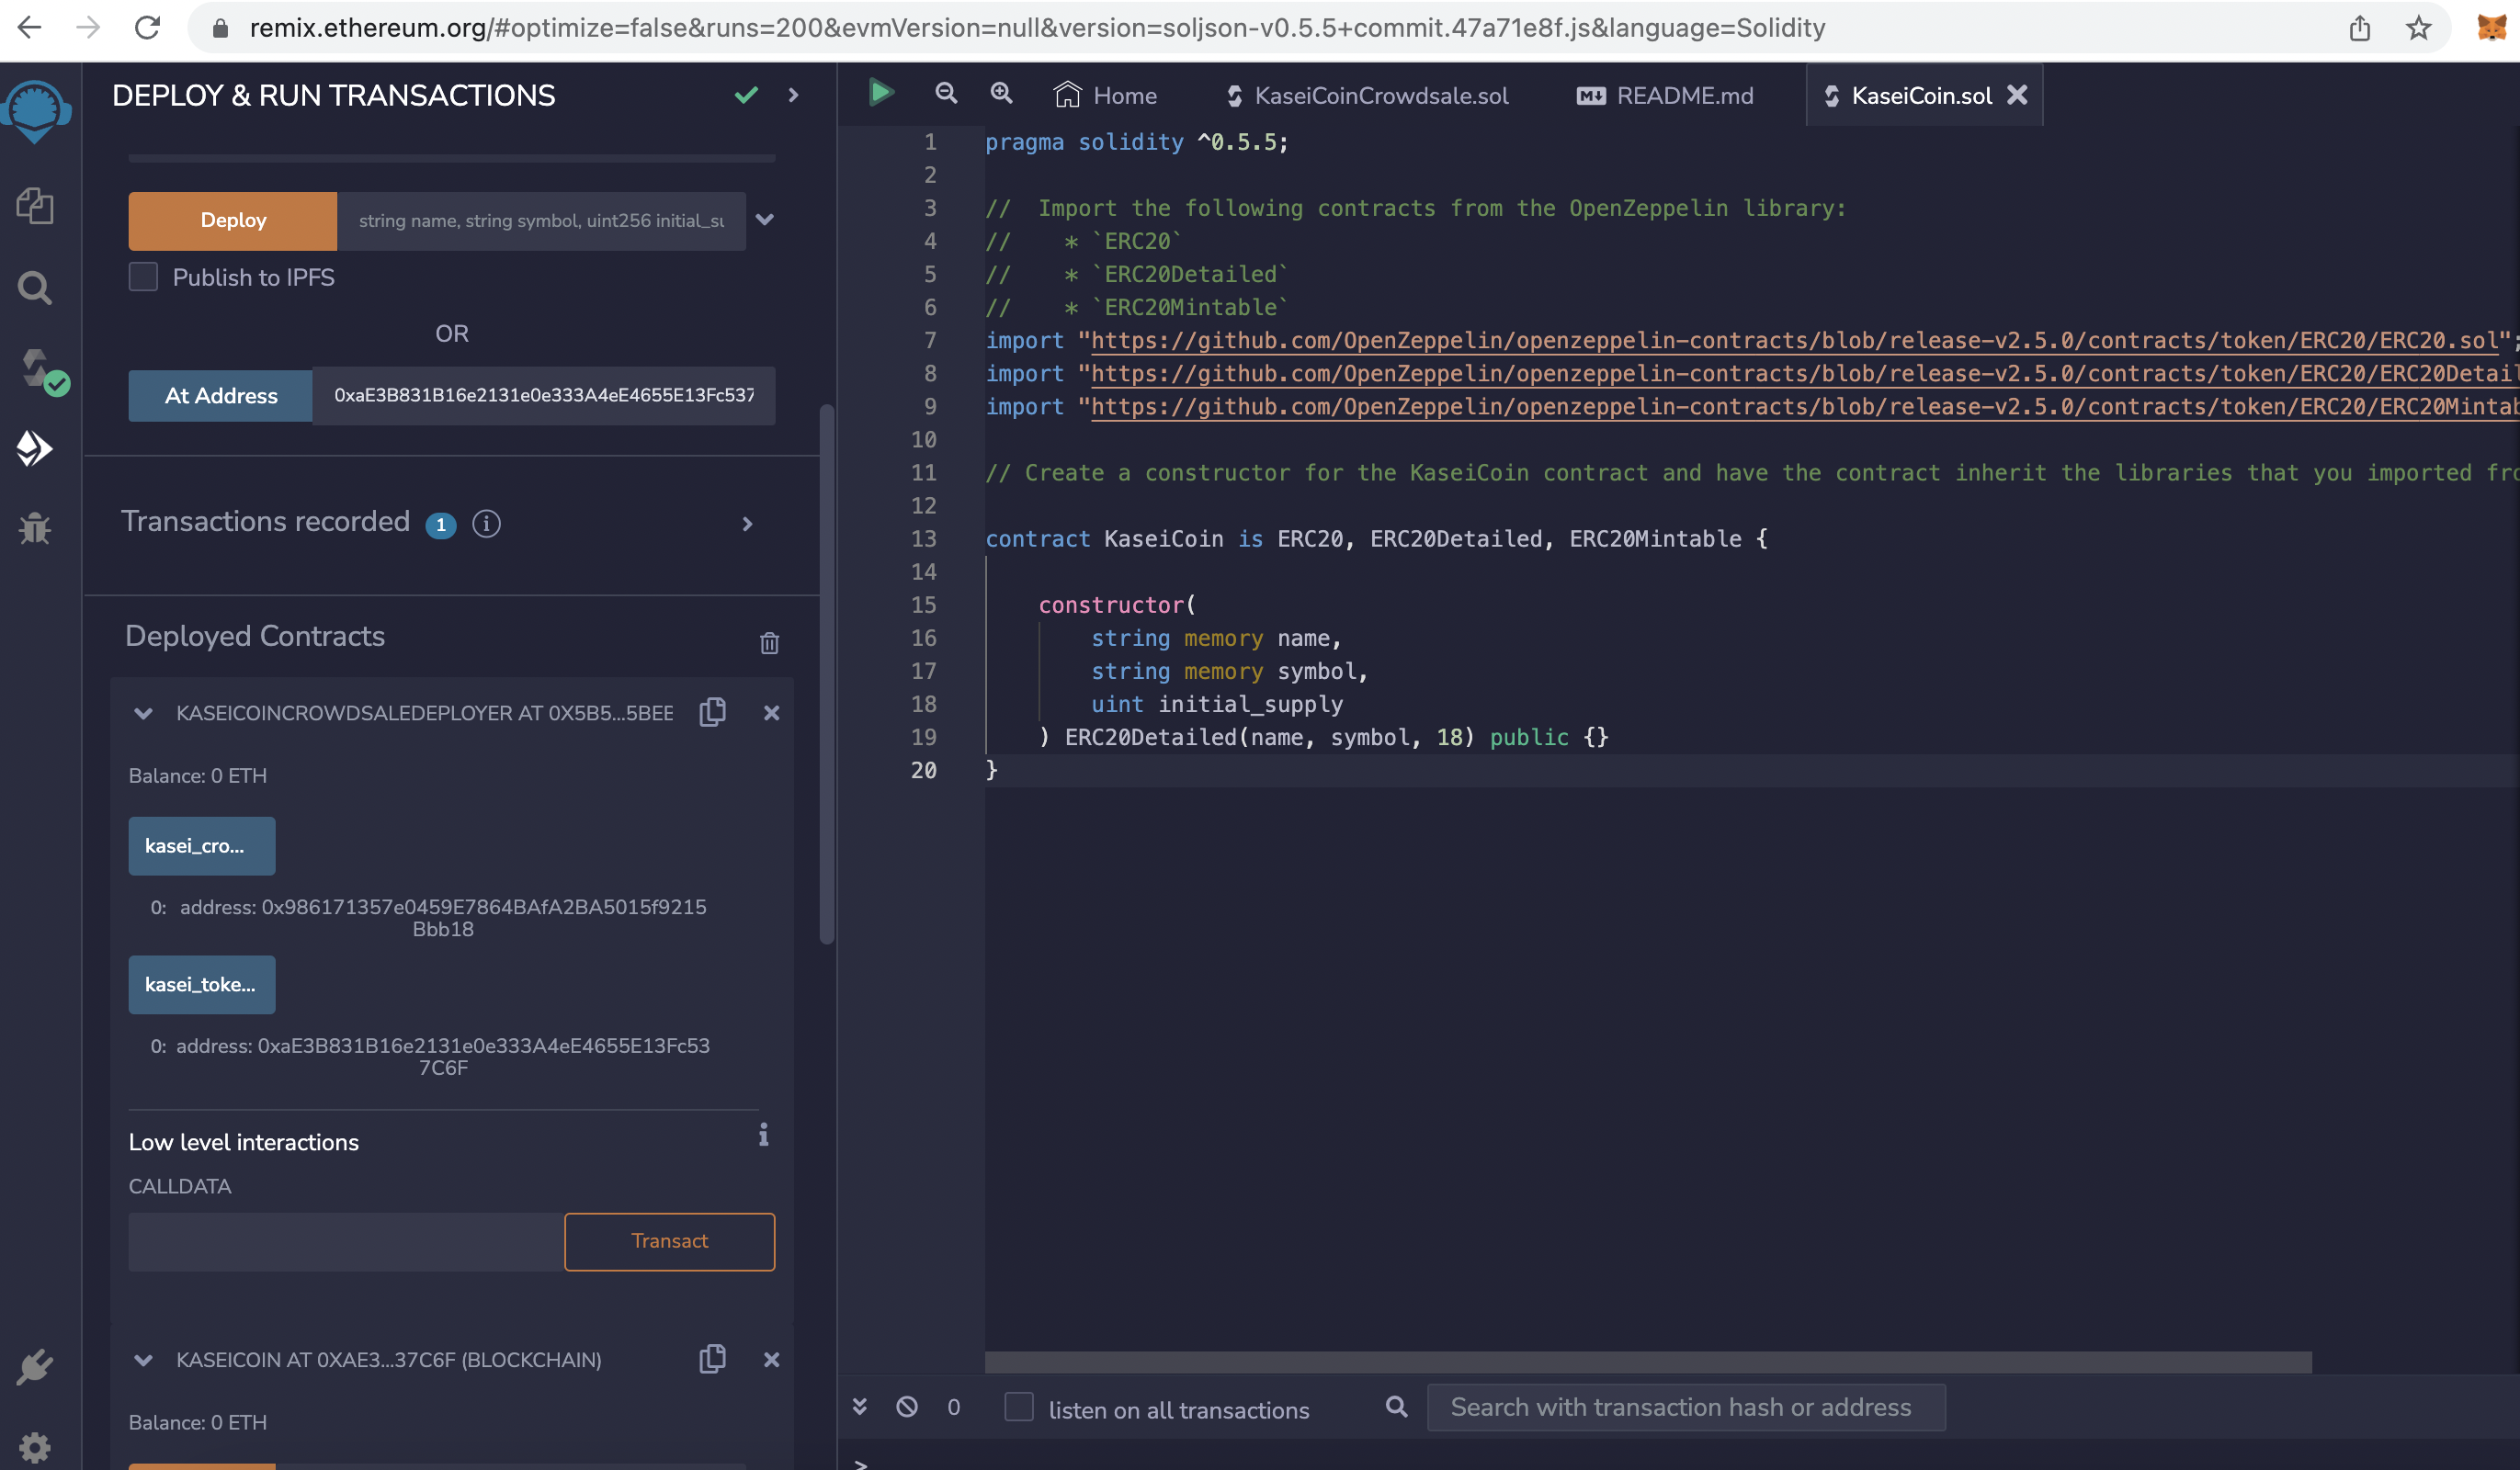 remix.ethereum.org/#optimize=false&runs=200&evmVersion=null&version=soljson-v0.5.5+commit.47a71e8f.js&language=Solidity
DEPLOY & RUN TRANSACTIONS
Deploy
string name, string symbol, uint256 initial_su
Publish to IPFS
OR
At Address
0xaE3B831B16e2131e0e333A4eE4655E13Fc537
Transactions recorded 1 i
Deployed Contracts
KASEICOINCROWDSALEDEPLOYER AT 0X5B5...5BEE
Balance: 0 ETH
kasei_cro...
0: address: 0x986171357e0459E7864BAfA2BA5015f9215
Bbb18
kasei_toke...
0: address: 0xaE3B831B16e2131e0e333A4eE4655E13Fc53
7C6F
Low level interactions
i
CALLDATA
Transact
KASEICOIN AT 0XAE3...37C6F (BLOCKCHAIN)
Balance: 0 ETH
Home
KaseiCoinCrowdsale.sol
README.md
KaseiCoin.sol
1 pragma solidity ^0.5.5;
2
3 //  Import the following contracts from the OpenZeppelin library:
4 //    * `ERC20`
5 //    * `ERC20Detailed`
6 //    * `ERC20Mintable`
7 import "https://github.com/OpenZeppelin/openzeppelin-contracts/blob/release-v2.5.0/contracts/token/ERC20/ERC20.sol";
8 import "https://github.com/OpenZeppelin/openzeppelin-contracts/blob/release-v2.5.0/contracts/token/ERC20/ERC20Detail
9 import "https://github.com/OpenZeppelin/openzeppelin-contracts/blob/release-v2.5.0/contracts/token/ERC20/ERC20Mintab
10
11 // Create a constructor for the KaseiCoin contract and have the contract inherit the libraries that you imported fro
12
13 contract KaseiCoin is ERC20, ERC20Detailed, ERC20Mintable {
14
15     constructor(
16         string memory name,
17         string memory symbol,
18         uint initial_supply
19     ) ERC20Detailed(name, symbol, 18) public {}
20 }
0
listen on all transactions
Search with transaction hash or address
>